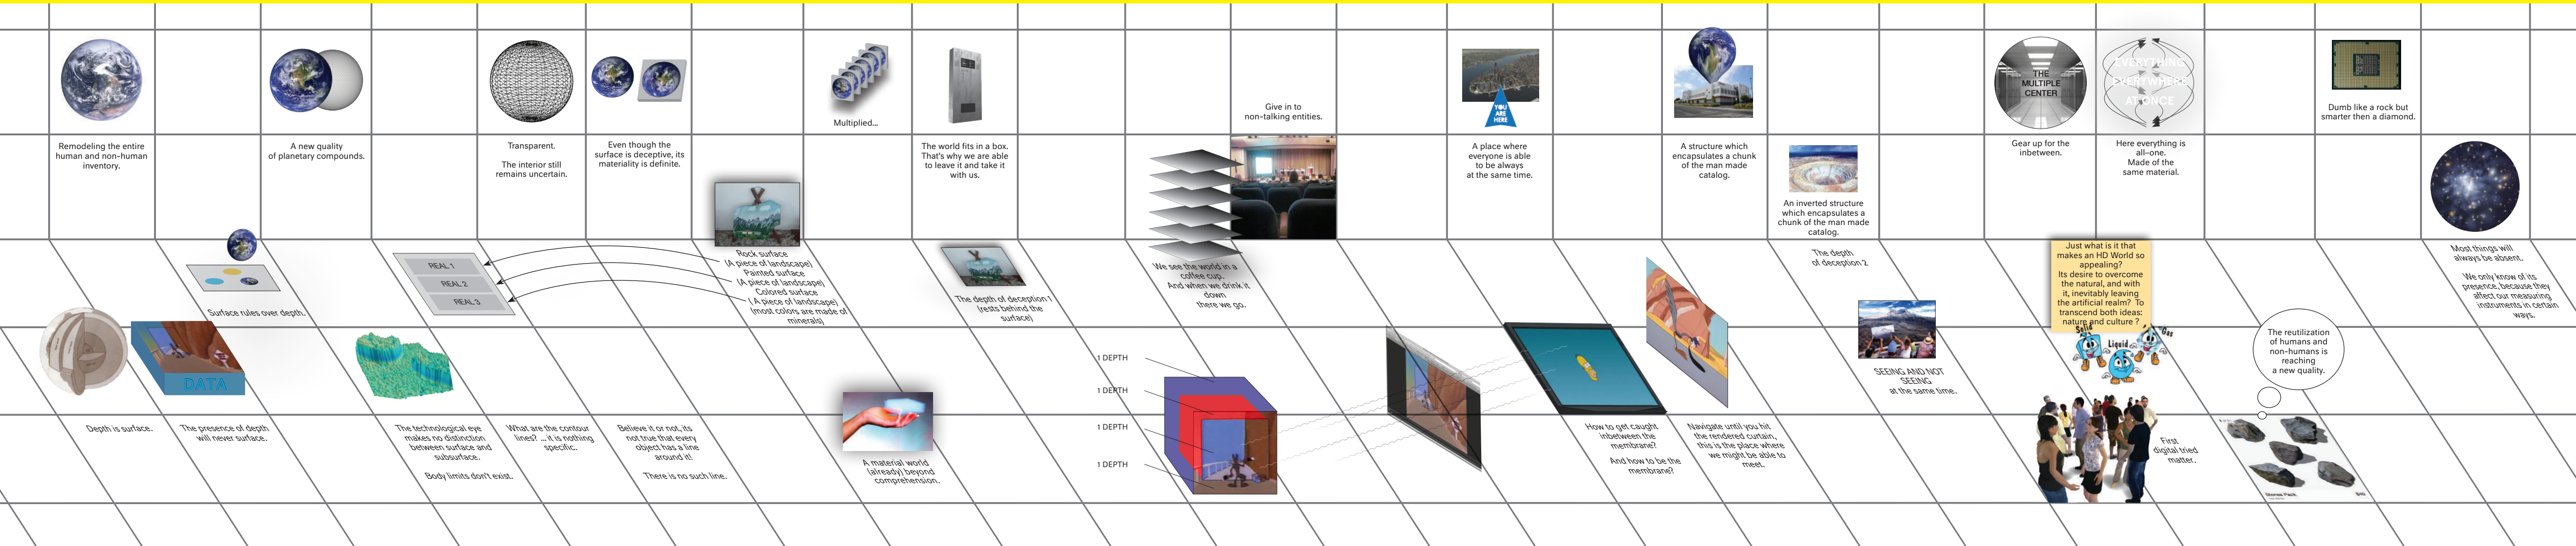 Remodeling the entire
human and non-human
inventory.
A new quality
of planetary compounds.
Transparent.
The interior still
remains uncertain.
Even though the
surface is deceptive, its
materiality is definite.
Multiplied...
The world fits in a box.
That's why we are able
to leave it and take it
with us.
Give in to
non-talking entities.
YOU
ARE
HERE
A place where
everyone is able
to be always
at the same time.
A structure which
encapsulates a chunk
of the man made
catalog.
An inverted structure
which encapsulates a
chunk of the man made
catalog.
THE
MULTIPLE
CENTER
Gear up for the
inbetween.
EVERYTHING
EVERYWHERE
AT ONCE
Here everything is
all-one.
Made of the
same material.
Dumb like a rock but
smarter then a diamond.
Surface rules over depth.
REAL 1
REAL 2
REAL 3
Rock surface
(A piece of landscape)
Painted surface
(A piece of landscape)
Colored surface
( A piece of landscape)
(most colors are made of
minerals)
The depth of deception 1
(rests behind the
surface)
We see the world in a
coffee cup.
And when we drink it
down
there we go.
The depth
of deception 2
Just what is it that
makes an HD World so
appealing?
Its desire to overcome
the natural, and with
it, inevitably leaving
the artificial realm? To
transcend both ideas:
nature and culture ?
Most things will
always be absent.
We only know of its
presence, because they
affect our measuring
instruments in certain
ways.
DATA
Depth is surface.
The presence of depth
will never surface.
The technological eye
makes no distinction
between surface and
subsurface.
Body limits don't exist.
What are the contour
lines? ... it is nothing
specific.
Believe it or not, its
not true that every
object has a line
around it!
There is no such line.
A material world
(already) beyond
comprehension.
1 DEPTH
1 DEPTH
1 DEPTH
1 DEPTH
How to get caught
inbetween the
membrane?
And how to be the
membrane?
Navigate until you hit
the rendered curtain,
this is the place where
we might be able to
meet.
SEEING AND NOT
SEEING
at the same time.
Solid
Liquid
Gas
First
digital tried
matter.
The reutilization
of humans and
non-humans is
reaching
a new quality.
Stones Pack
$40